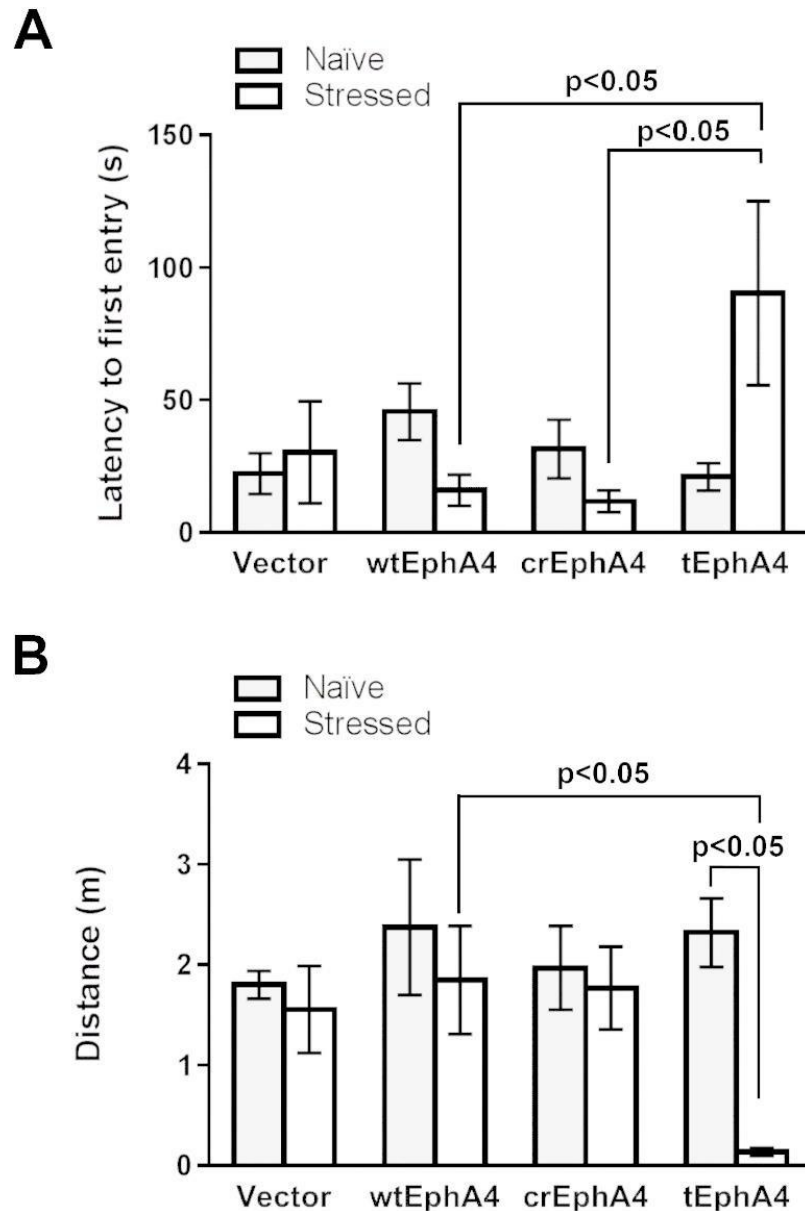 A
Naïve
Stressed
p<0.05
p<0.05
Latency to first entry (s)
150
100
50
0
Vector wtEphA4 crEphA4 tEphA4
B
Naïve
Stressed
p<0.05
p<0.05
Distance (m)
4
3
2
1
0
Vector wtEphA4 crEphA4 tEphA4